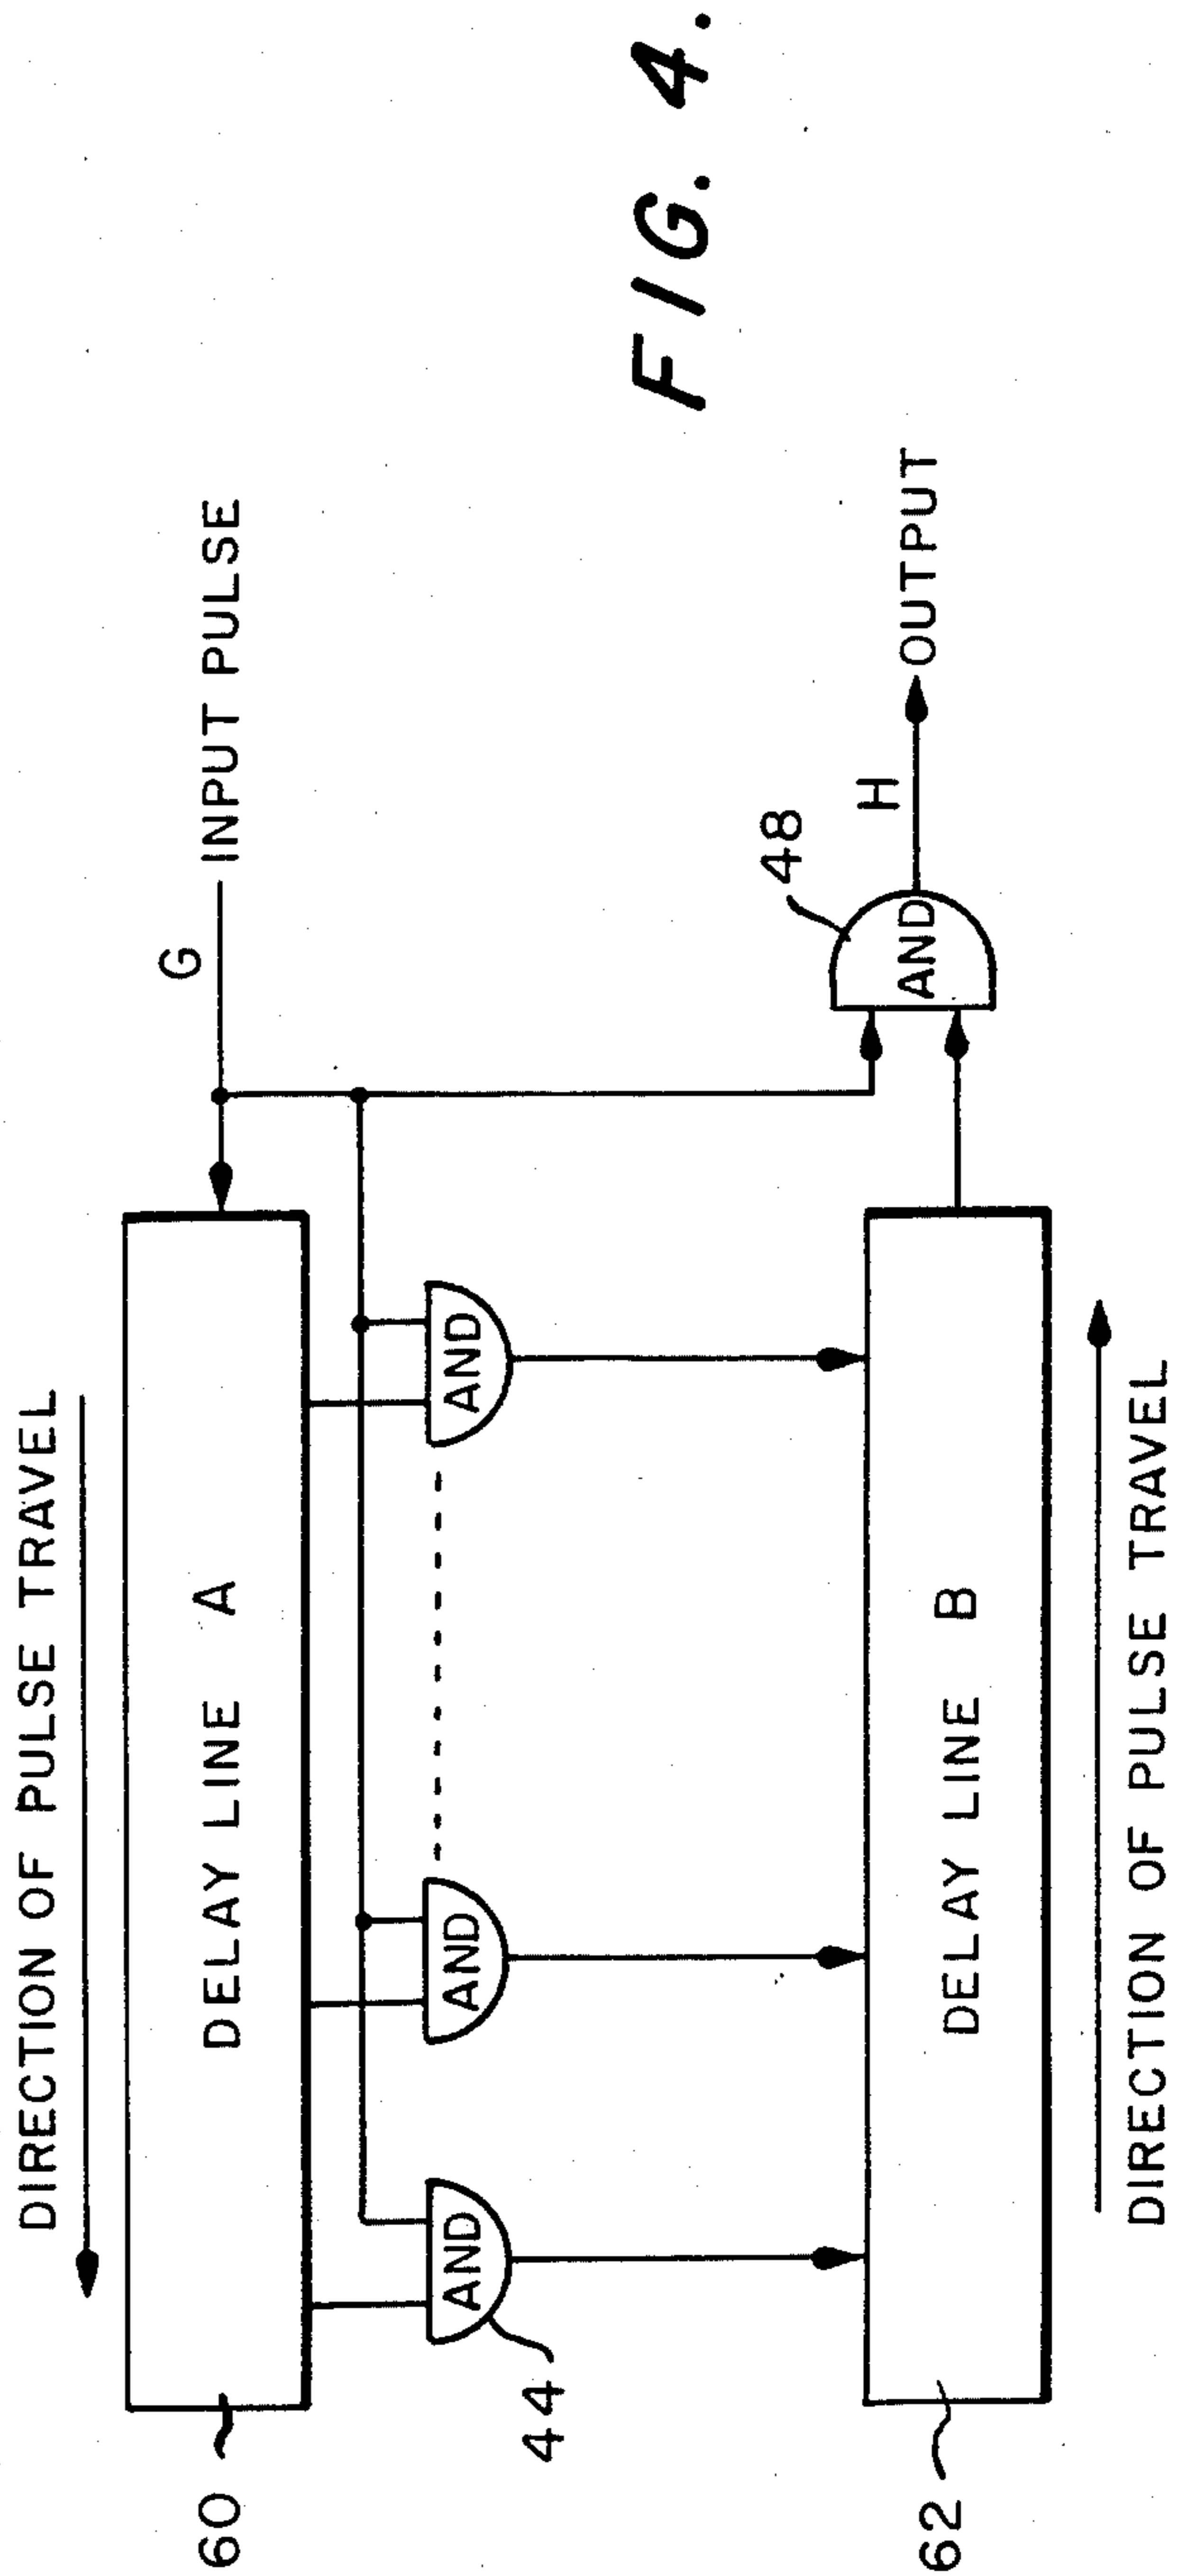 DIRECTION OF PULSE TRAVEL
60
DELAY LINE A
G
INPUT PULSE
44
AND
AND
AND
48
AND
H
OUTPUT
62
DELAY LINE B
DIRECTION OF PULSE TRAVEL
FIG. 4.